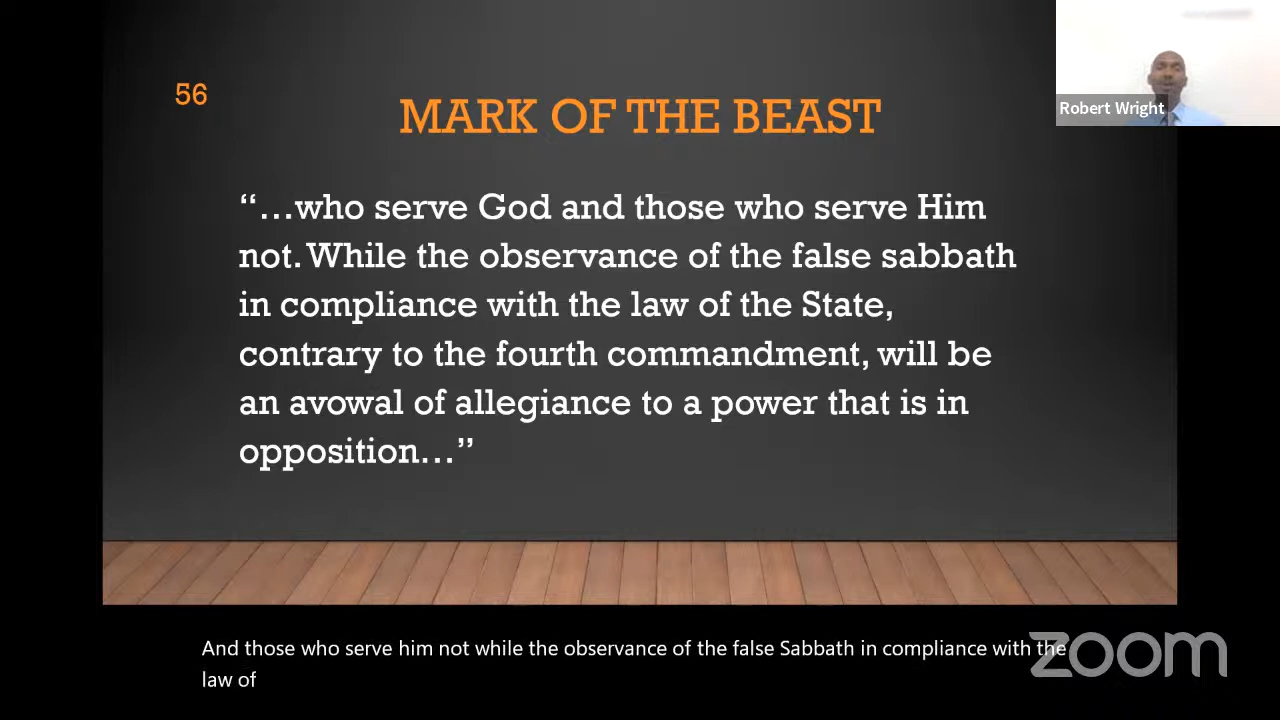 56
MARK OF THE BEAST
Robert Wright
“...who serve God and those who serve Him
not. While the observance of the false sabbath
in compliance with the law of the State,
contrary to the fourth commandment, will be
an avowal of allegiance to a power that is in
opposition...”
And those who serve him not while the observance of the false Sabbath in compliance with the
law of
zoom